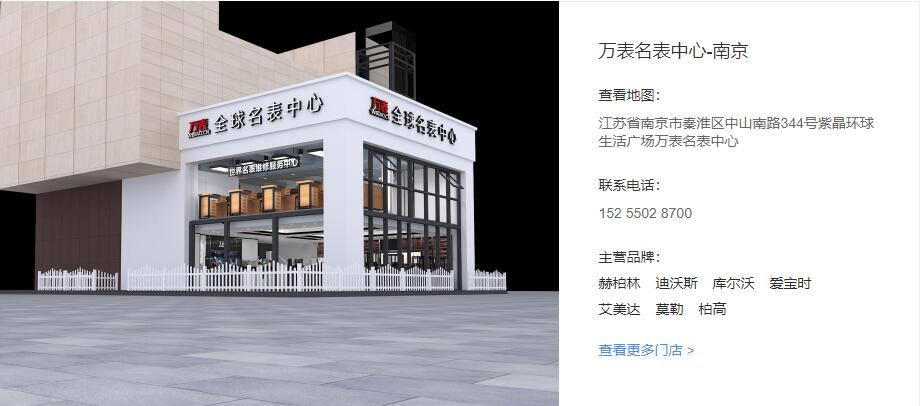 万表名表中心-南京
查看地图：
江苏省南京市秦淮区中山南路344号紫晶环球
生活广场万表名表中心
联系电话：
152 5502 8700
主营品牌：
赫柏林 迪沃斯 库尔沃 爱宝时
艾美达 莫勒 柏高
查看更多门店 >
万表 全球名表中心
WBIAO.CN
万表 全球名表中心
世界名表维修服务中心